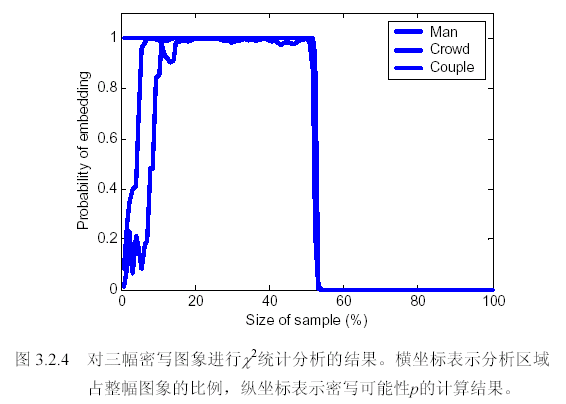 1
0.8
0.6
0.4
0.2
0
Probability of embedding
Man
Crowd
Couple
0 20 40 60 80 100
Size of sample (%)
图 3.2.4 对三幅密写图象进行χ²统计分析的结果。横坐标表示分析区域
占整幅图象的比例，纵坐标表示密写可能性p的计算结果。